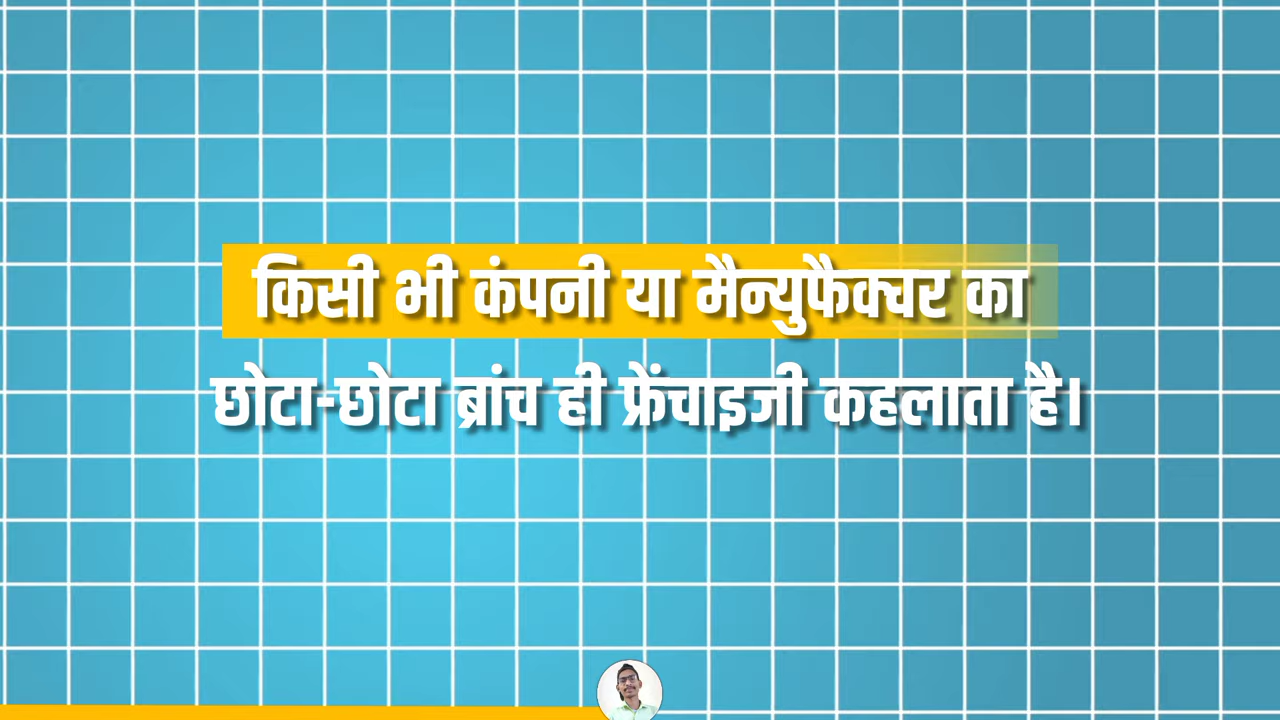 किसी भी कंपनी या मैन्युफैक्चर का
छोटा-छोटा ब्रांच ही फ्रेंचाइजी कहलाता है।